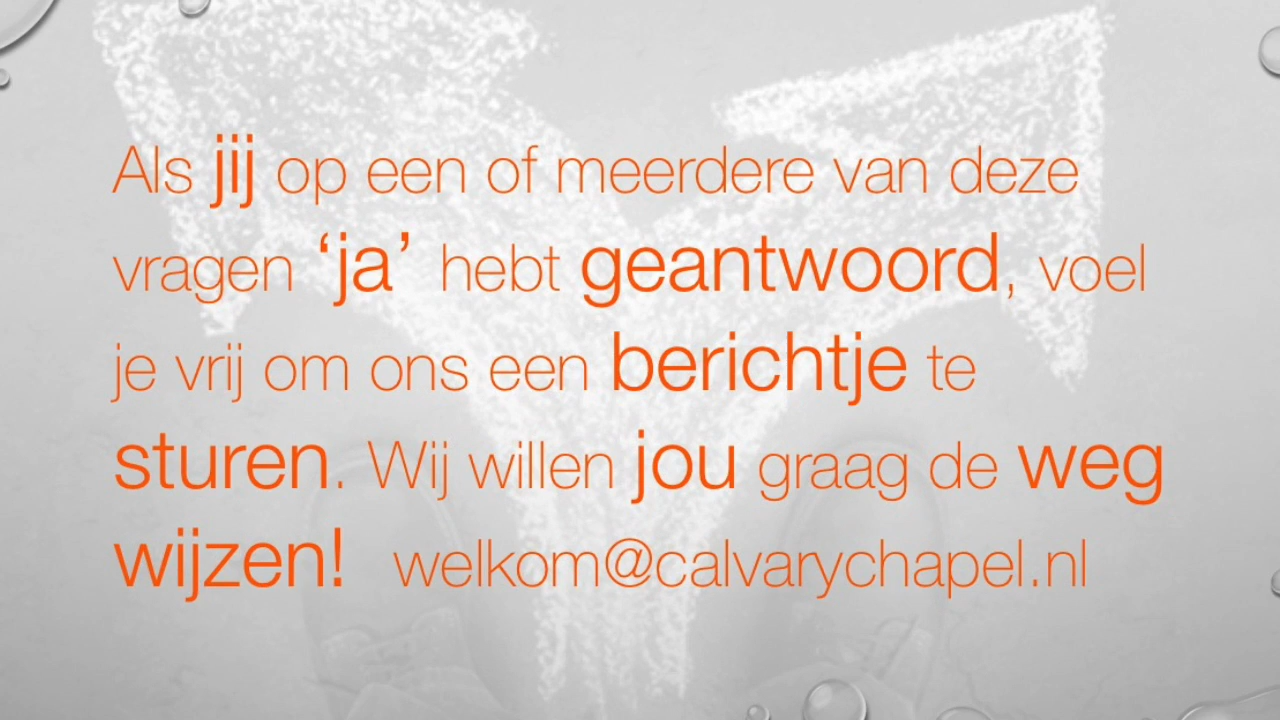 Als jij op een of meerdere van deze
vragen ‘ja’ hebt geantwoord, voel
je vrij om ons een berichtje te
sturen. Wij willen jou graag de weg
wijzen! welkom@calvarychapel.nl